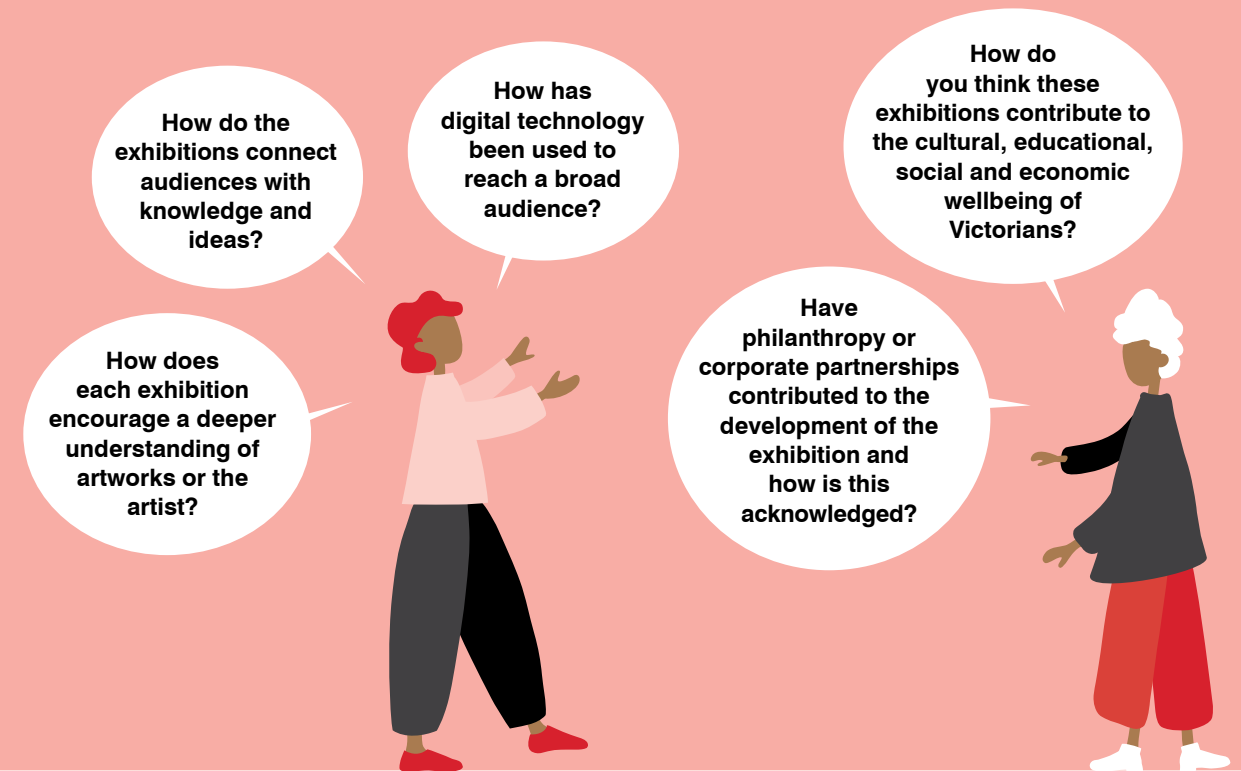 How do the
exhibitions connect
audiences with
knowledge and
ideas?
How has
digital technology
been used to
reach a broad
audience?
How do
you think these
exhibitions contribute to
the cultural, educational,
social and economic
wellbeing of
Victorians?
How does
each exhibition
encourage a deeper
understanding of
artworks or the
artist?
Have
philanthropy or
corporate partnerships
contributed to the
development of the
exhibition and
how is this
acknowledged?